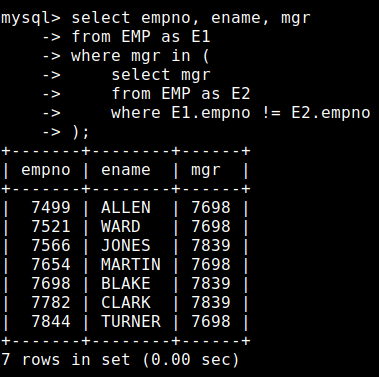 mysql> select empno, ename, mgr
    -> from EMP as E1
    -> where mgr in (
    ->     select mgr
    ->     from EMP as E2
    ->     where E1.empno != E2.empno
    -> );
+-------+--------+------+
| empno | ename  | mgr  |
+-------+--------+------+
|  7499 | ALLEN  | 7698 |
|  7521 | WARD   | 7698 |
|  7566 | JONES  | 7839 |
|  7654 | MARTIN | 7698 |
|  7698 | BLAKE  | 7839 |
|  7782 | CLARK  | 7839 |
|  7844 | TURNER | 7698 |
+-------+--------+------+
7 rows in set (0.00 sec)